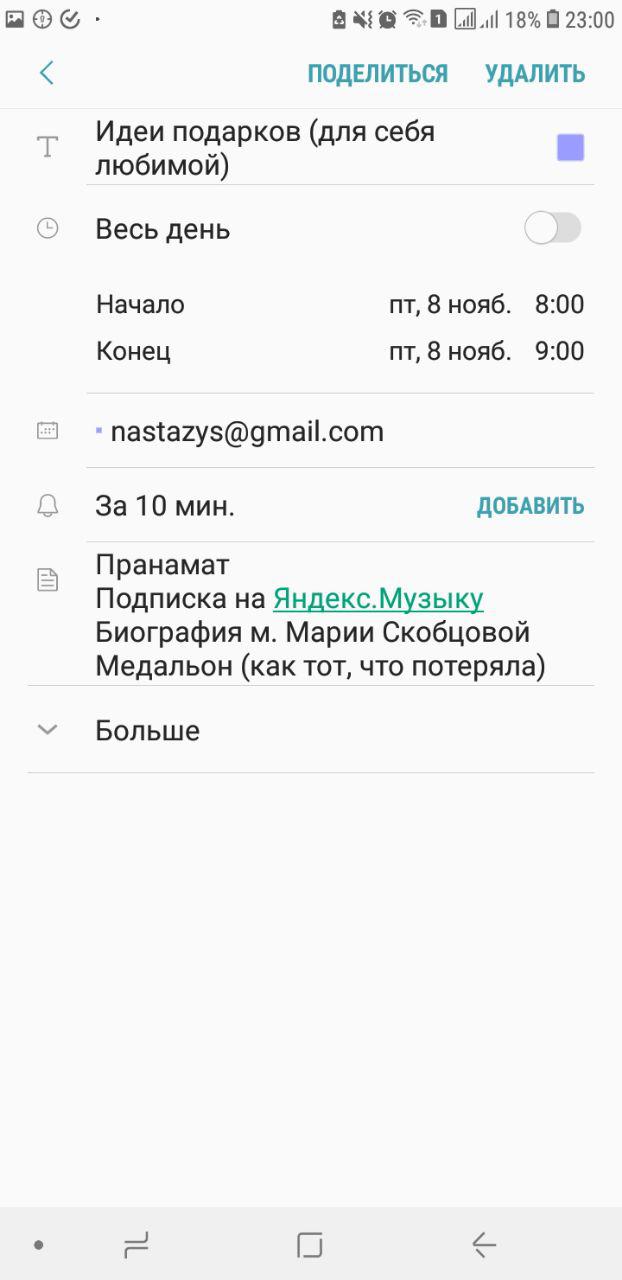 1 18% 23:00
ПОДЕЛИТЬСЯ УДАЛИТЬ
Идеи подарков (для себя
любимой)
Весь день
Начало пт, 8 нояб. 8:00
Конец пт, 8 нояб. 9:00
nastazys@gmail.com
За 10 мин. ДОБАВИТЬ
Пранамат
Подписка на Яндекс.Музыку
Биография м. Марии Скобцовой
Медальон (как тот, что потеряла)
Больше